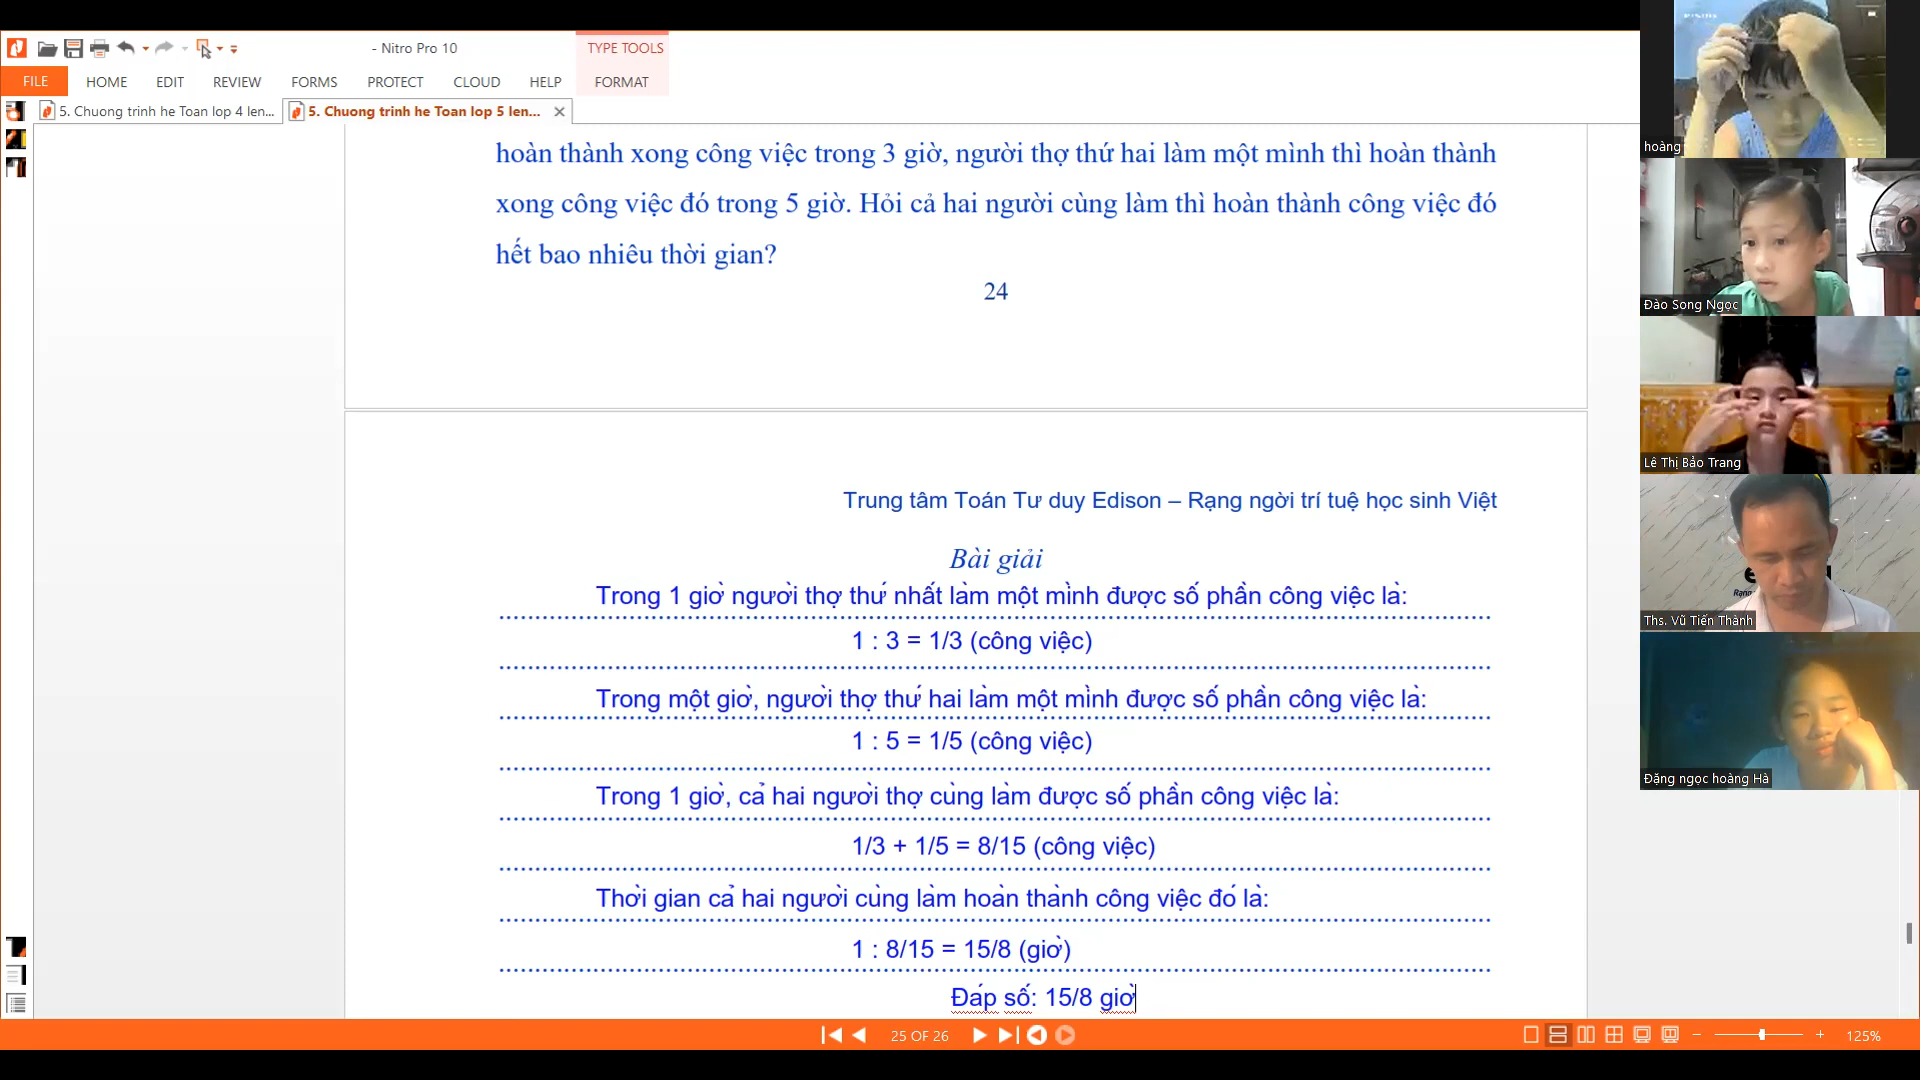 - Nitro Pro 10
TYPE TOOLS
FILE
HOME
EDIT
REVIEW
FORMS
PROTECT
CLOUD
HELP
FORMAT
5. Chuong trinh he Toan lop 4 len...
5. Chuong trinh he Toan lop 5 len...
hoàn thành xong công việc trong 3 giờ, người thợ thứ hai làm một mình thì hoàn thành
xong công việc đó trong 5 giờ. Hỏi cả hai người cùng làm thì hoàn thành công việc đó
hết bao nhiêu thời gian?
24
Trung tâm Toán Tư duy Edison – Rạng ngời trí tuệ học sinh Việt
Bài giải
Trong 1 giờ người thợ thứ nhất làm một mình được số phần công việc là:
1 : 3 = 1/3 (công việc)
Trong một giờ, người thợ thứ hai làm một mình được số phần công việc là:
1 : 5 = 1/5 (công việc)
Trong 1 giờ, cả hai người thợ cùng làm được số phần công việc là:
1/3 + 1/5 = 8/15 (công việc)
Thời gian cả hai người cùng làm hoàn thành công việc đó là:
1 : 8/15 = 15/8 (giờ)
Đáp số: 15/8 giờ
25 OF 26
125%
hoàng
Đào Song Ngọc
Lê Thị Bảo Trang
Ths. Vũ Tiến Thành
Đặng ngọc hoàng Hà